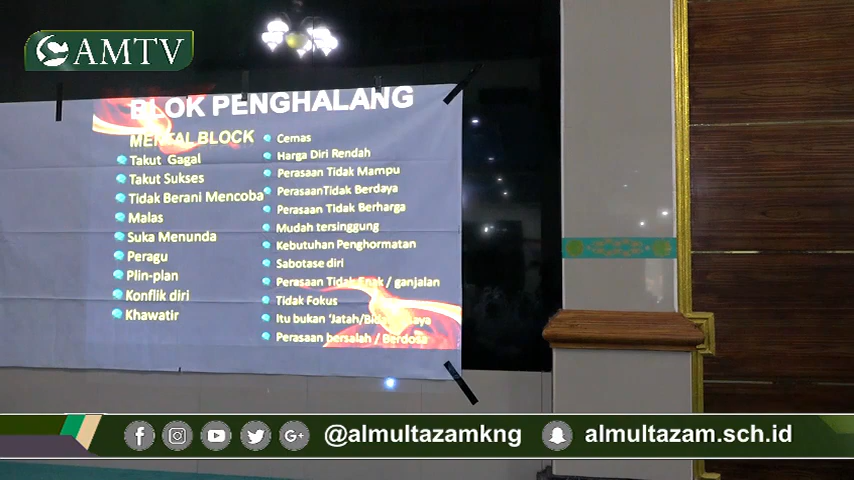 AMTV
BLOK PENGHALANG
MENTAL BLOCK
Takut Gagal
Takut Sukses
Tidak Berani Mencoba
Malas
Suka Menunda
Peragu
Plin-plan
Konflik diri
Khawatir
Cemas
Harga Diri Rendah
Perasaan Tidak Mampu
PerasaanTidak Berdaya
Perasaan Tidak Berharga
Mudah tersinggung
Kebutuhan Penghormatan
Sabotase diri
Perasaan Tidak Enak / ganjalan
Tidak Fokus
Itu bukan 'Jatah/
Perasaan bersalah / Berdosa
@almultazamkng
almultazam.sch.id